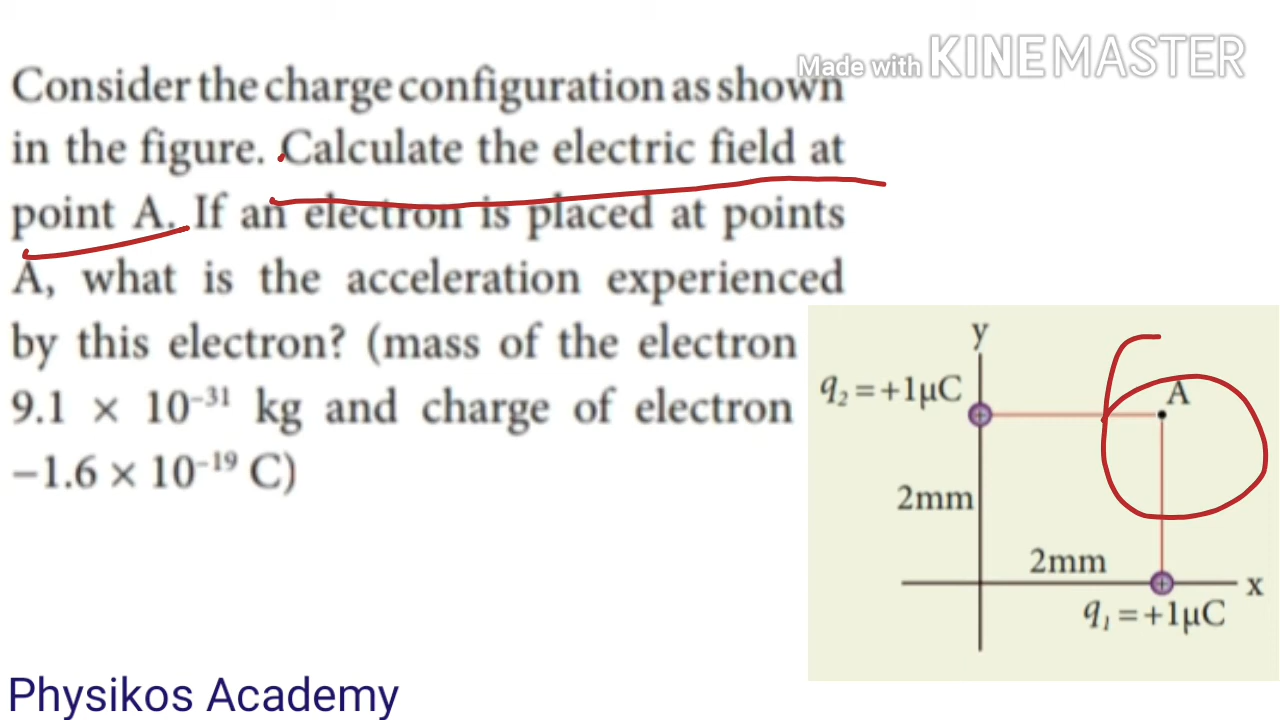 Made with KINEMASTER
Consider the charge configuration as shown
in the figure. Calculate the electric field at
point A. If an electron is placed at points
A, what is the acceleration experienced
by this electron? (mass of the electron
9.1 × 10⁻³¹ kg and charge of electron
−1.6 × 10⁻¹⁹ C)
y
q₂ = +1μC
A
2mm
2mm
x
q₁ = +1μC
Physikos Academy